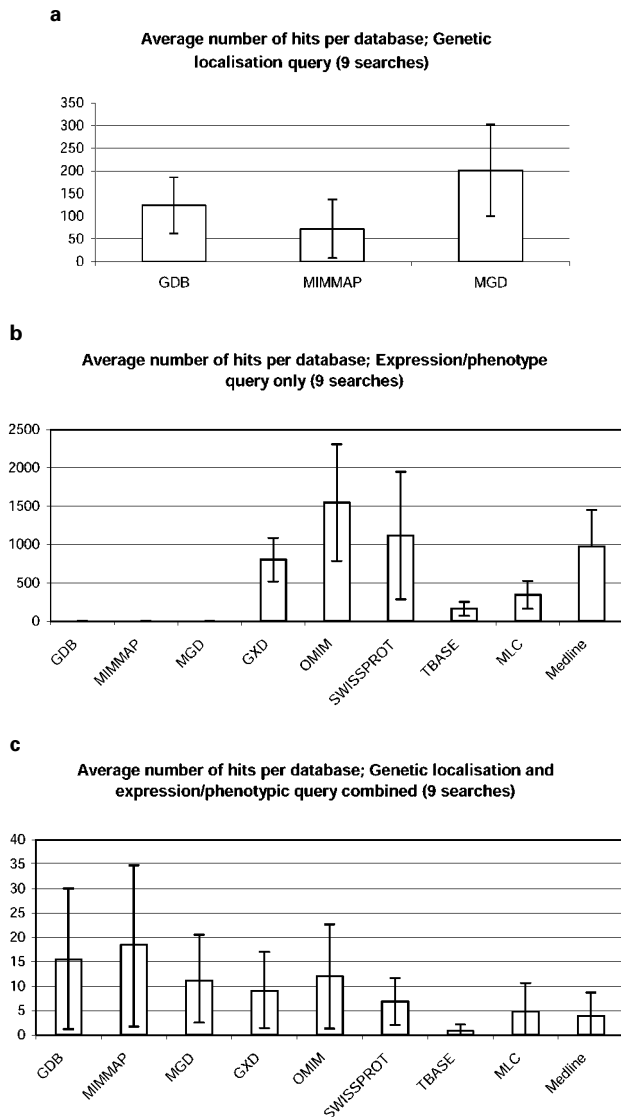 a
Average number of hits per database; Genetic
localisation query (9 searches)
350
300
250
200
150
100
50
0
GDB
MIMMAP
MGD
b
Average number of hits per database; Expression/phenotype
query only (9 searches)
2500
2000
1500
1000
500
0
GDB
MIMMAP
MGD
GXD
OMIM
SWISSPROT
TBASE
MLC
Medline
c
Average number of hits per database; Genetic localisation and
expression/phenotypic query combined (9 searches)
40
35
30
25
20
15
10
5
0
GDB
MIMMAP
MGD
GXD
OMIM
SWISSPROT
TBASE
MLC
Medline